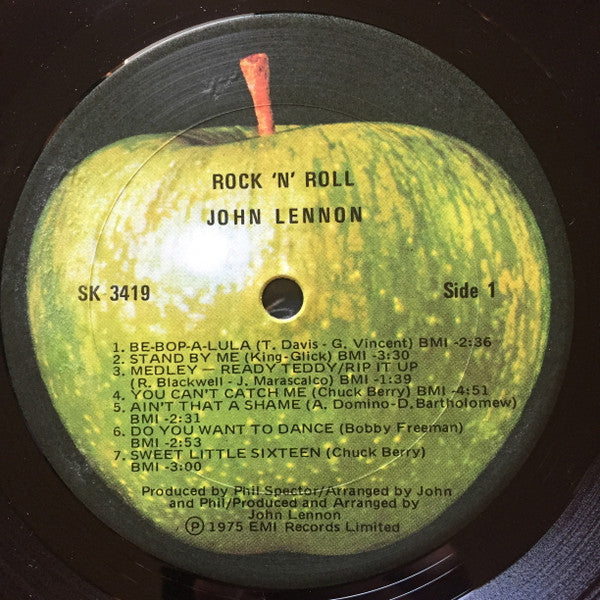 ROCK 'N' ROLL
JOHN LENNON
SK 3419
Side 1
1. BE-BOP-A-LULA (T. Davis - G. Vincent) BMI -2:36
2. STAND BY ME (King-Glick) BMI -3:30
3. MEDLEY — READY TEDDY/RIP IT UP
(R. Blackwell - J. Marascalco) BMI -1:39
4. YOU CAN'T CATCH ME (Chuck Berry) BMI -4:51
5. AIN'T THAT A SHAME (A. Domino-D. Bartholomew)
BMI -2:31
6. DO YOU WANT TO DANCE (Bobby Freeman)
BMI -2:53
7. SWEET LITTLE SIXTEEN (Chuck Berry)
BMI -3:00
Produced by Phil Spector/Arranged by John
and Phil/Produced and Arranged by
John Lennon
Ⓟ 1975 EMI Records Limited